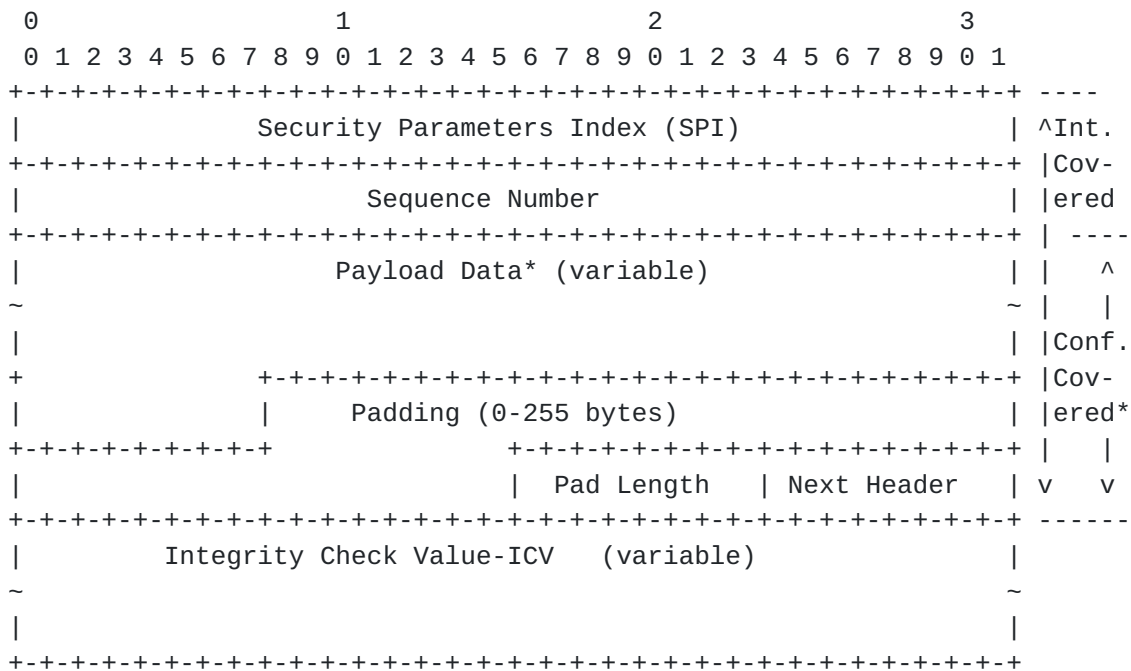 0                   1                   2                   3
 0 1 2 3 4 5 6 7 8 9 0 1 2 3 4 5 6 7 8 9 0 1 2 3 4 5 6 7 8 9 0 1
+-+-+-+-+-+-+-+-+-+-+-+-+-+-+-+-+-+-+-+-+-+-+-+-+-+-+-+-+-+-+-+-+ ----
|               Security Parameters Index (SPI)                 | ^Int.
+-+-+-+-+-+-+-+-+-+-+-+-+-+-+-+-+-+-+-+-+-+-+-+-+-+-+-+-+-+-+-+-+ |Cov-
|                      Sequence Number                          | |ered
+-+-+-+-+-+-+-+-+-+-+-+-+-+-+-+-+-+-+-+-+-+-+-+-+-+-+-+-+-+-+-+-+ | ----
|                    Payload Data* (variable)                   | |   ^
~                                                               ~ |   |
|                                                               | |Conf.
+               +-+-+-+-+-+-+-+-+-+-+-+-+-+-+-+-+-+-+-+-+-+-+-+-+ |Cov-
|               |     Padding (0-255 bytes)                     | |ered*
+-+-+-+-+-+-+-+-+               +-+-+-+-+-+-+-+-+-+-+-+-+-+-+-+-+ |   |
|                               |  Pad Length   | Next Header   | v   v
+-+-+-+-+-+-+-+-+-+-+-+-+-+-+-+-+-+-+-+-+-+-+-+-+-+-+-+-+-+-+-+-+ ------
|         Integrity Check Value-ICV   (variable)                |
~                                                               ~
|                                                               |
+-+-+-+-+-+-+-+-+-+-+-+-+-+-+-+-+-+-+-+-+-+-+-+-+-+-+-+-+-+-+-+-+